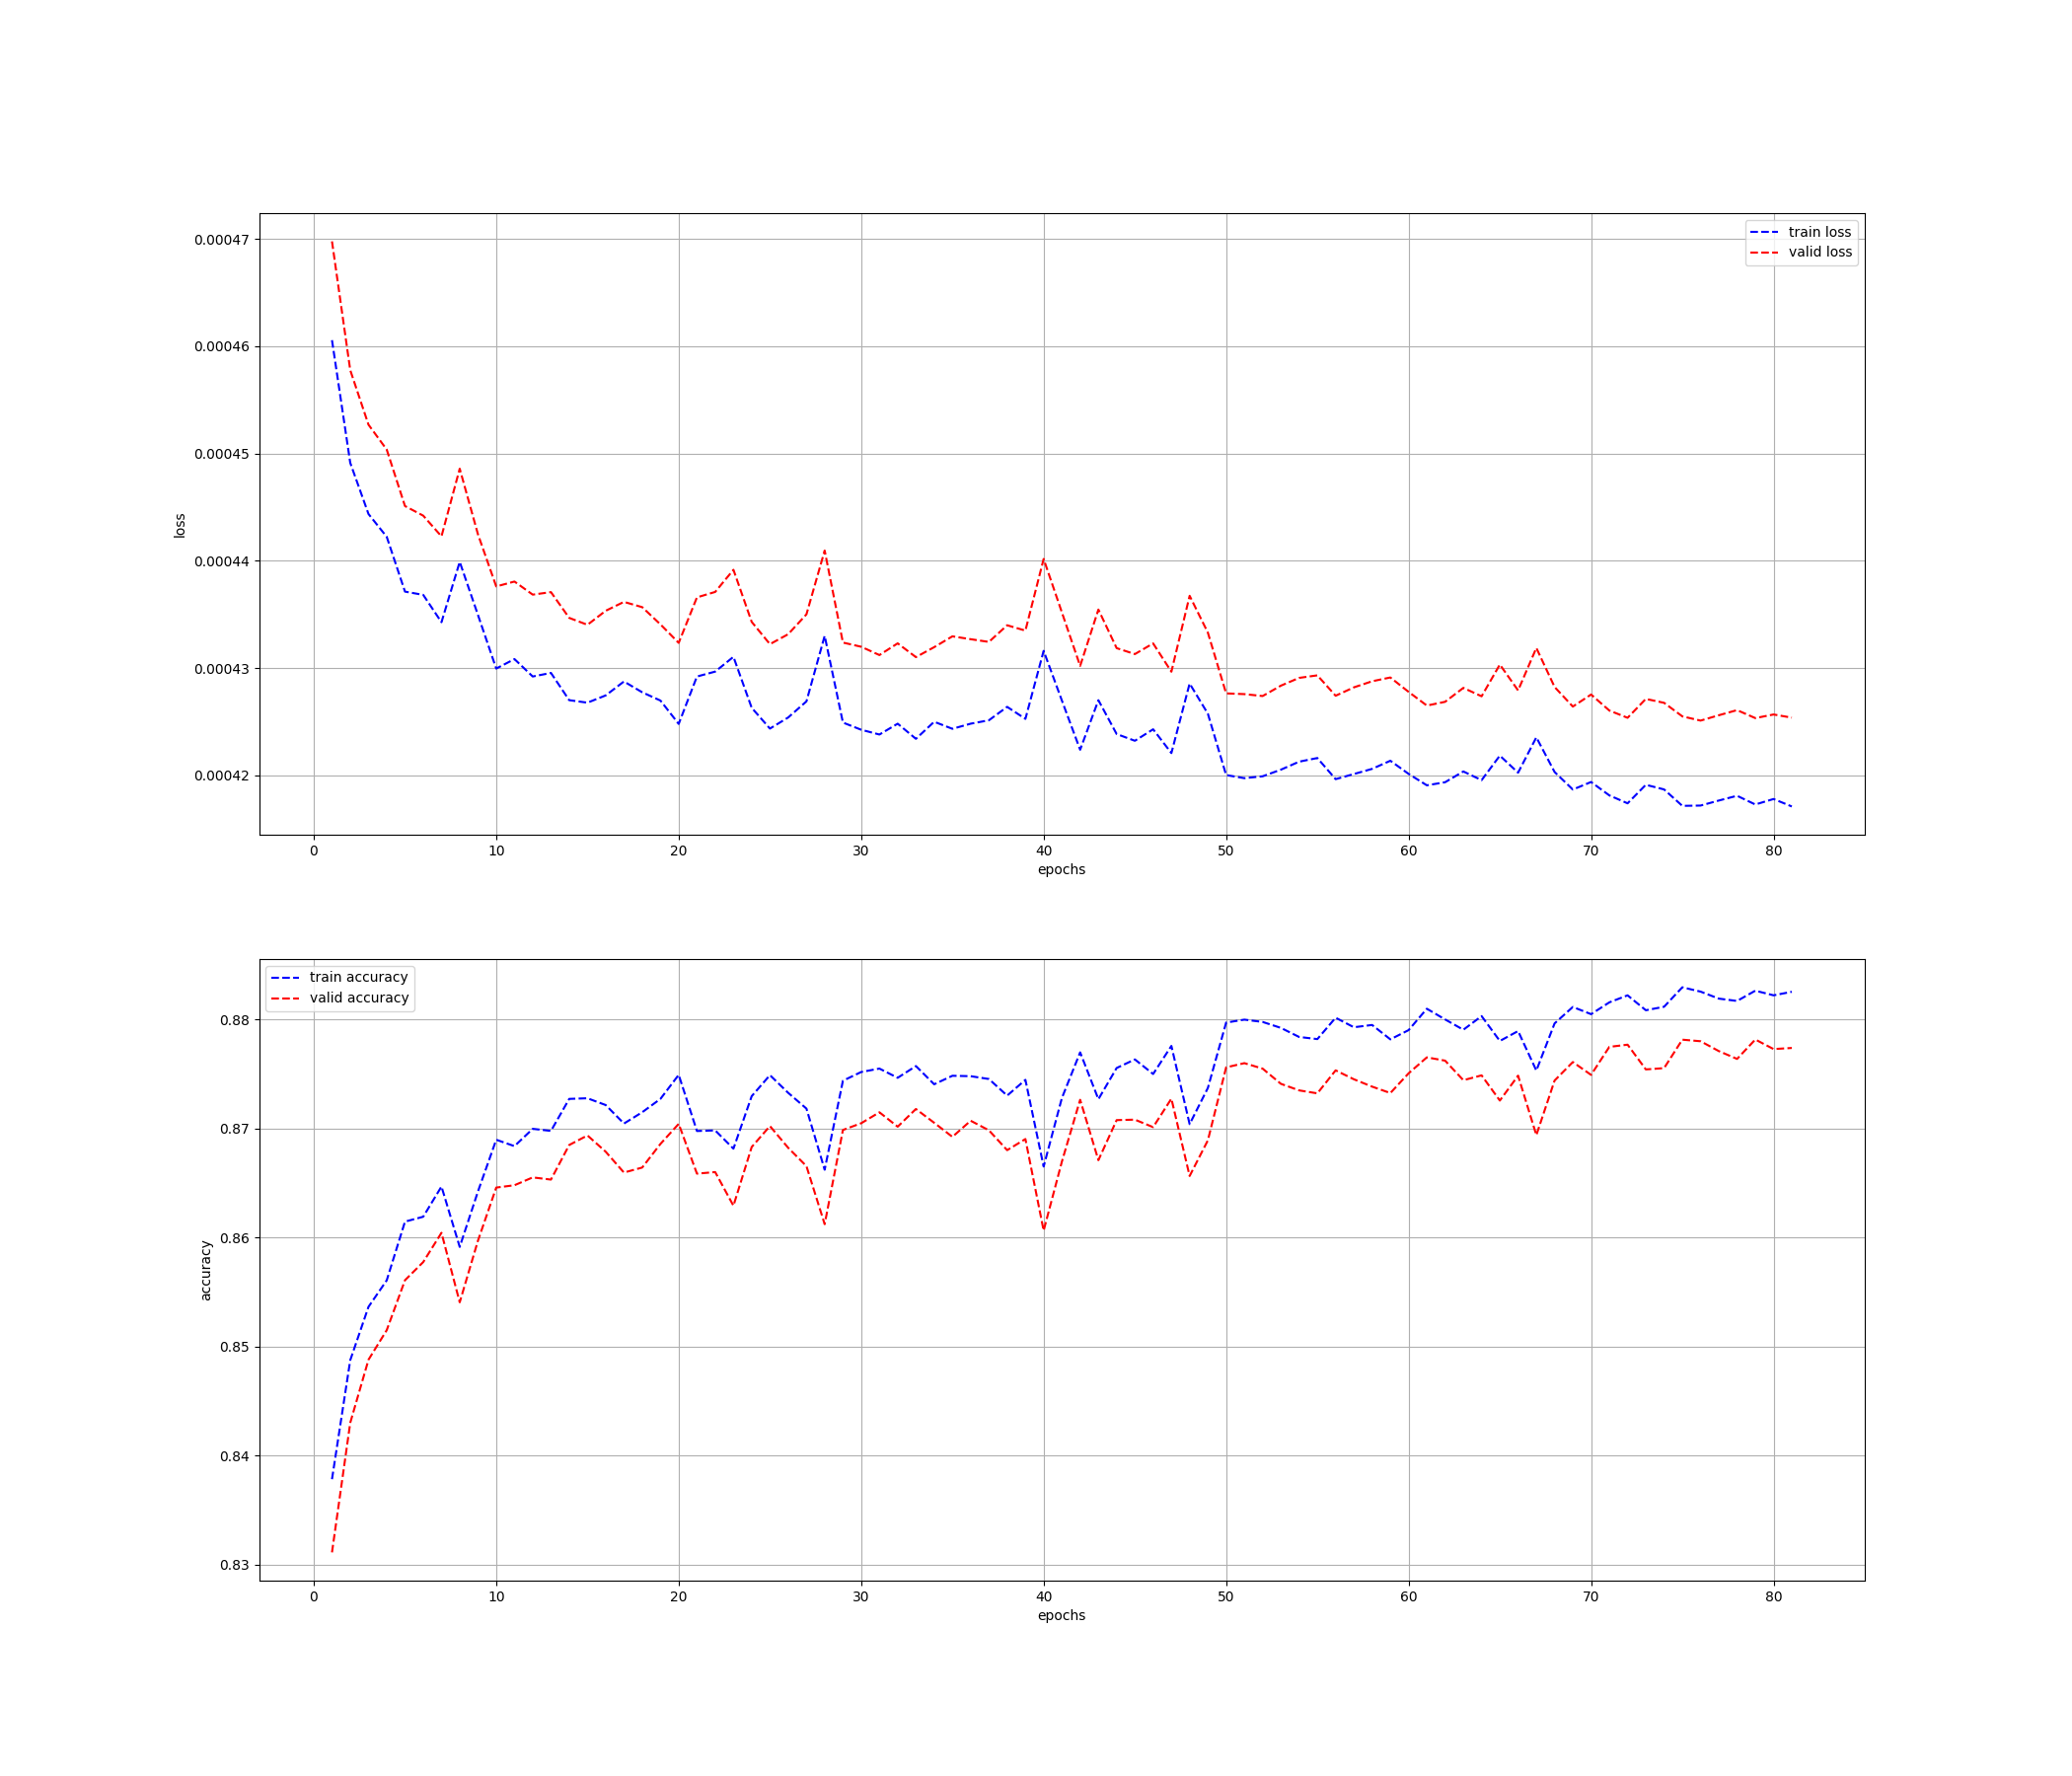 train loss
valid loss
0.00047
0.00046
0.00045
0.00044
0.00043
0.00042
loss
0 10 20 30 40 50 60 70 80
epochs
train accuracy
valid accuracy
0.88
0.87
0.86
0.85
0.84
0.83
accuracy
0 10 20 30 40 50 60 70 80
epochs